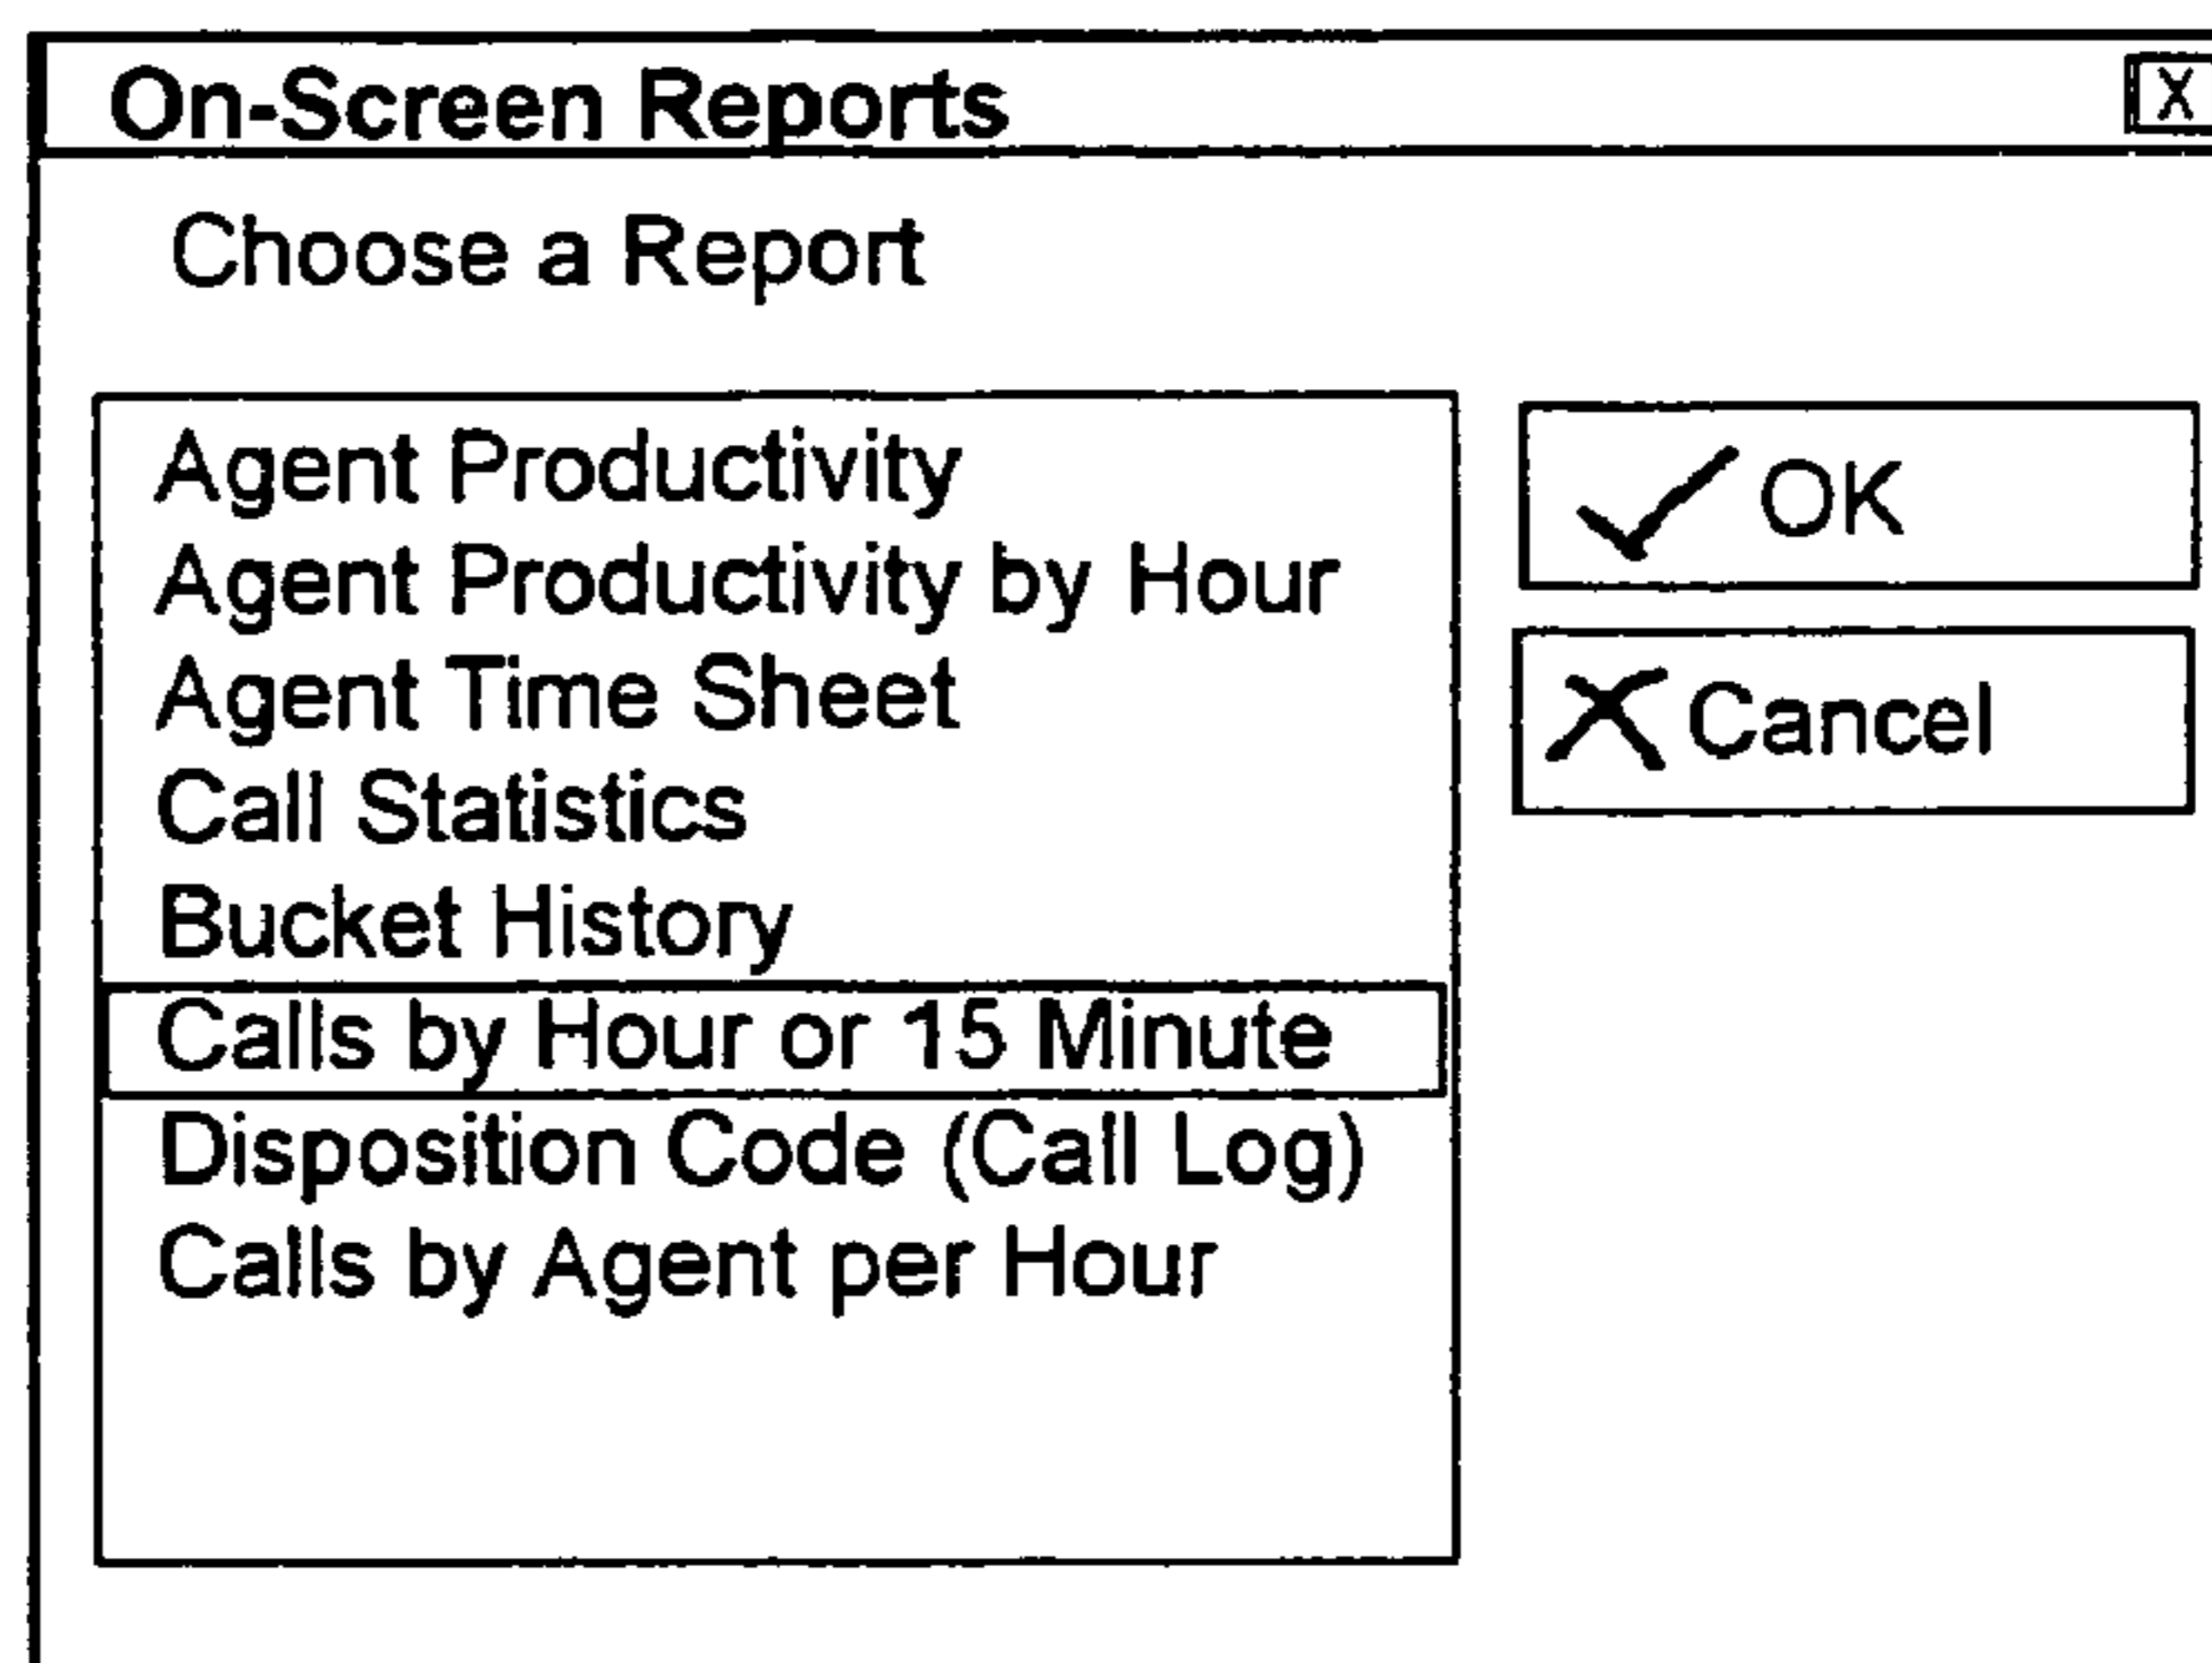 On-Screen Reports X
Choose a Report
Agent Productivity
Agent Productivity by Hour
Agent Time Sheet
Call Statistics
Bucket History
Calls by Hour or 15 Minute
Disposition Code (Call Log)
Calls by Agent per Hour
OK
Cancel